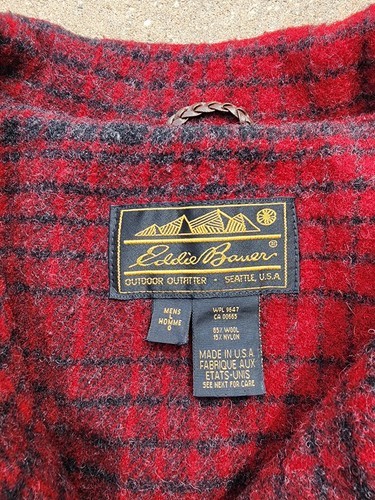 Eddie Bauer®
OUTDOOR OUTFITTER • SEATTLE, U.S.A.
MENS
L
HOMME
G
WPL 9647
CA 00665
85% WOOL
15% NYLON
MADE IN U.S.A.
FABRIQUE AUX
ETATS-UNIS
SEE NEXT FOR CARE